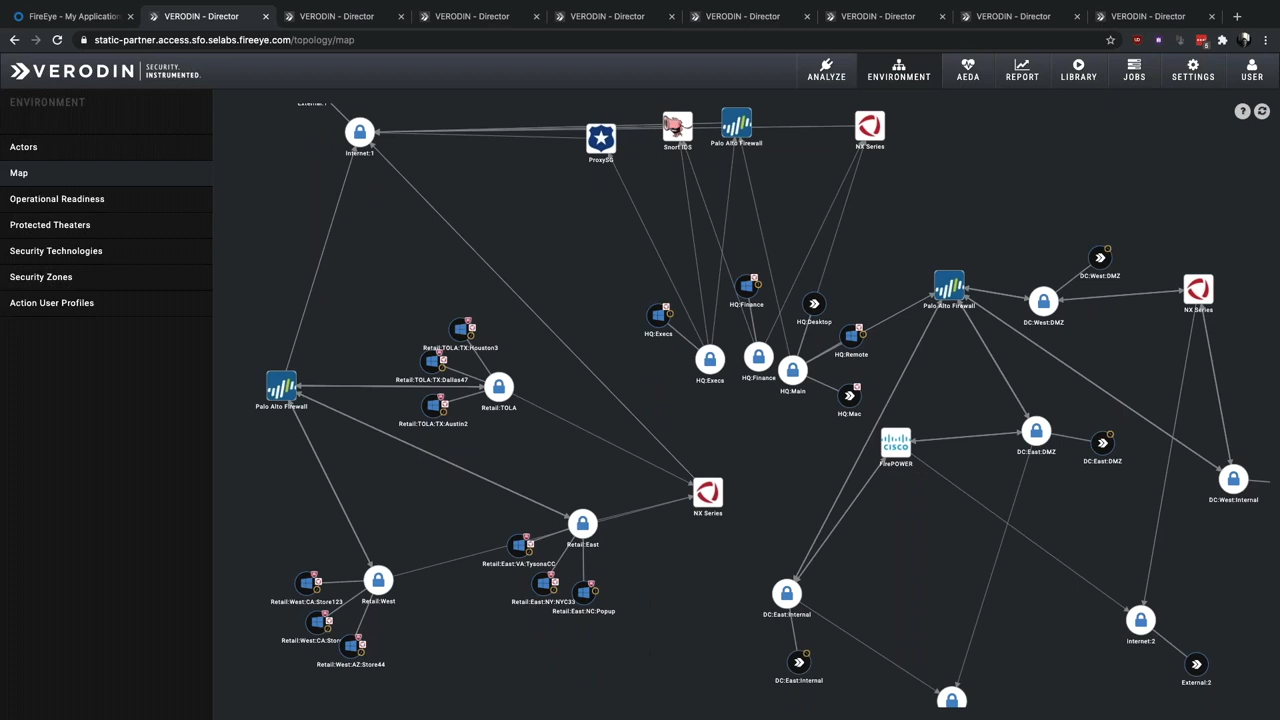 FireEye - My Application
VERODIN - Director
VERODIN - Director
VERODIN - Director
VERODIN - Director
VERODIN - Director
VERODIN - Director
VERODIN - Director
VERODIN - Director
static-partner.access.sfo.selabs.fireeye.com/topology/map
VERODIN SECURITY. INSTRUMENTED.
ANALYZE
ENVIRONMENT
AEDA
REPORT
LIBRARY
JOBS
SETTINGS
USER
ENVIRONMENT
Actors
Map
Operational Readiness
Protected Theaters
Security Technologies
Security Zones
Action User Profiles
External:1
Internet:1
ProxySG
Snort IDS
Palo Alto Firewall
NX Series
DC:West:DMZ
HQ:Finance
HQ:Desktop
Palo Alto Firewall
DC:West:DMZ
NX Series
HQ:Execs
Retail:TOLA:TX:Houston3
HQ:Remote
HQ:Execs
HQ:Finance
HQ:Main
Retail:TOLA:TX:Dallas47
Palo Alto Firewall
Retail:TOLA
HQ:Mac
Retail:TOLA:TX:Austin2
FirePOWER
CISCO
DC:East:DMZ
DC:East:DMZ
DC:West:Internal
NX Series
Retail:East
Retail:East:VA:TysonsCC
Retail:West
Retail:West:CA:Store123
Retail:East:NY:NYC33
Retail:East:NC:Popup
DC:East:Internal
Retail:West:CA:Stor
Internet:2
Retail:West:AZ:Store44
DC:East:Internal
External:2